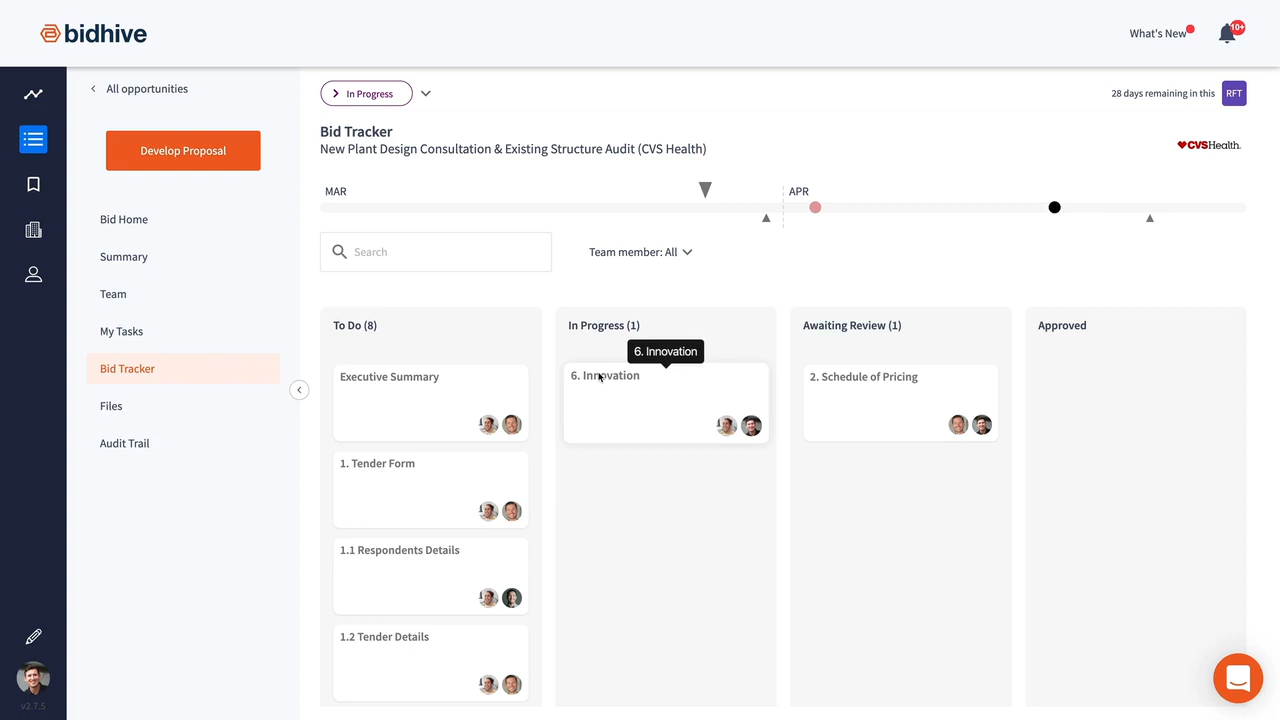 bidhive
What's New
10+
All opportunities
Develop Proposal
Bid Home
Summary
Team
My Tasks
Bid Tracker
Files
Audit Trail
v2.7.5
In Progress
28 days remaining in this RFT
Bid Tracker
New Plant Design Consultation & Existing Structure Audit (CVS Health)
CVSHealth.
MAR
APR
Search
Team member: All
To Do (8)
Executive Summary
1. Tender Form
1.1 Respondents Details
1.2 Tender Details
In Progress (1)
6. Innovation
6. Innovation
Awaiting Review (1)
2. Schedule of Pricing
Approved